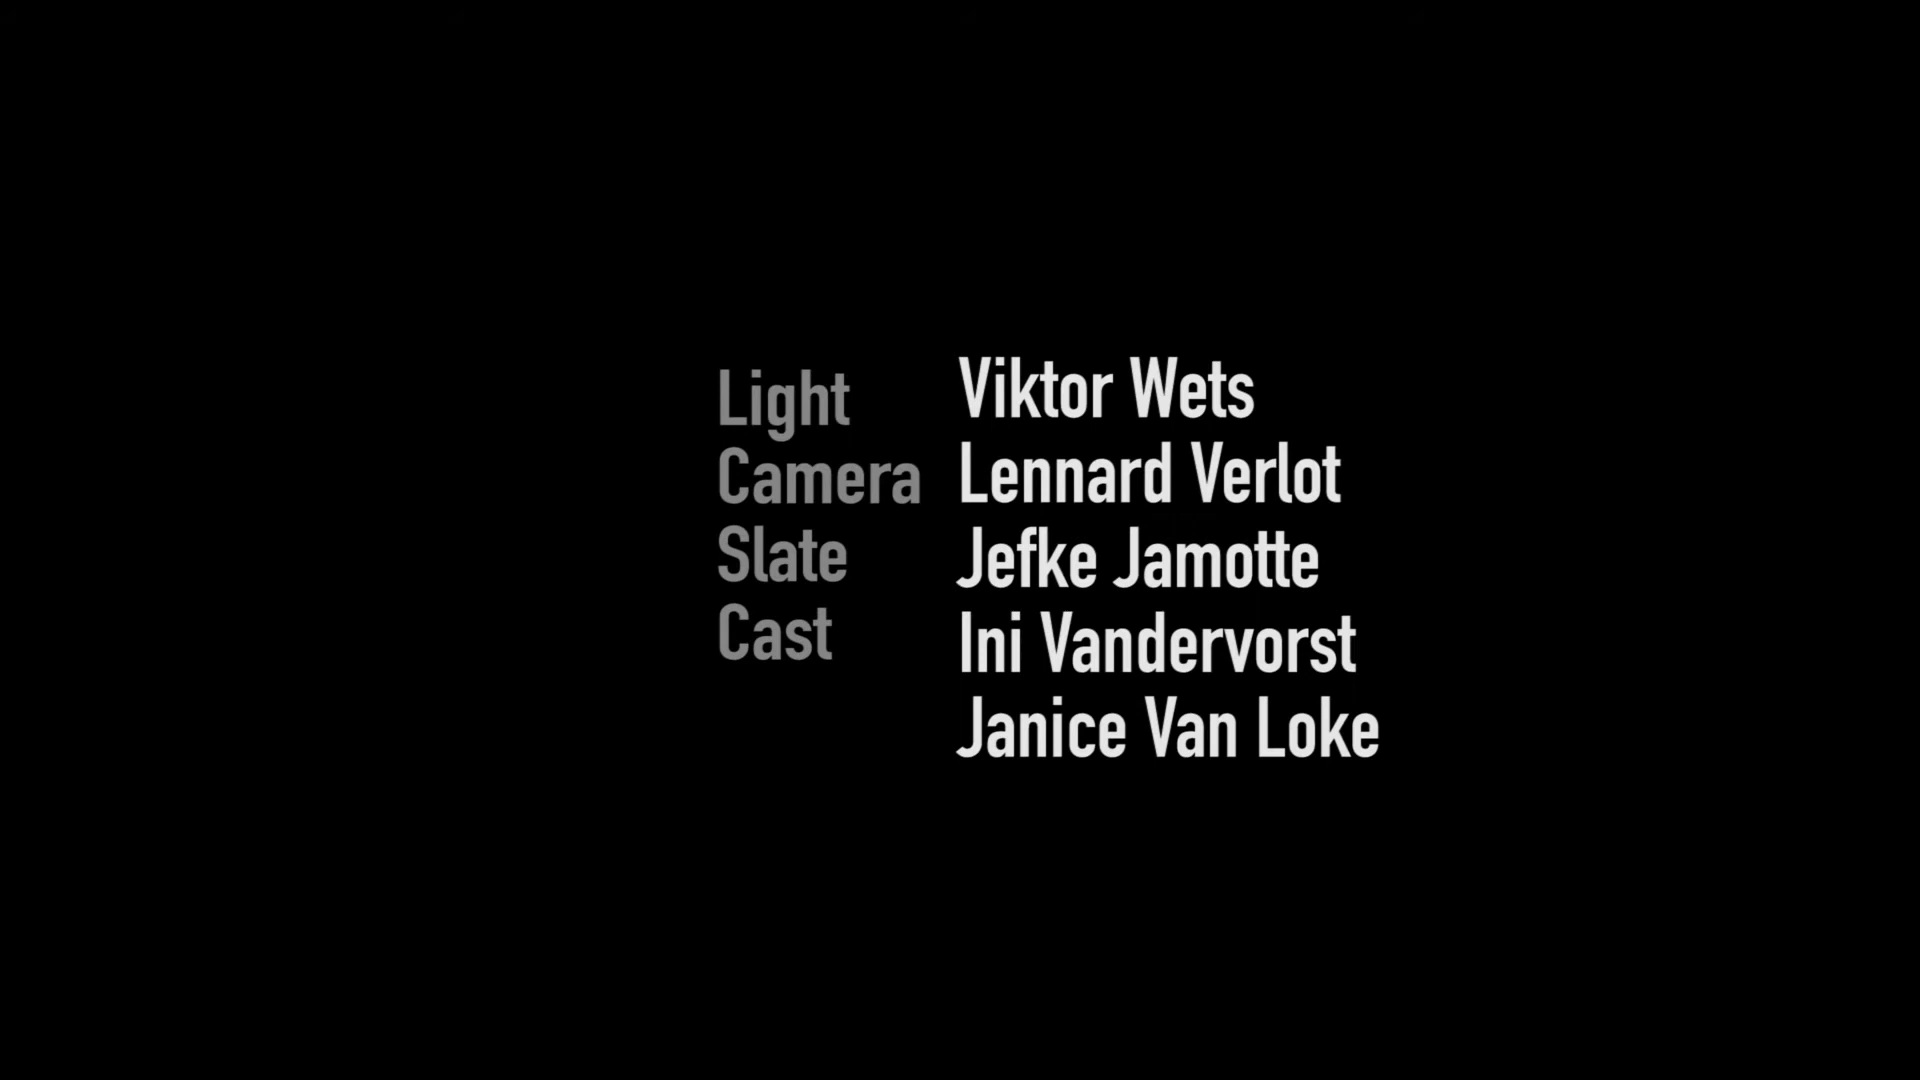 Light Viktor Wets
Camera Lennard Verlot
Slate Jefke Jamotte
Cast Ini Vandervorst
Janice Van Loke